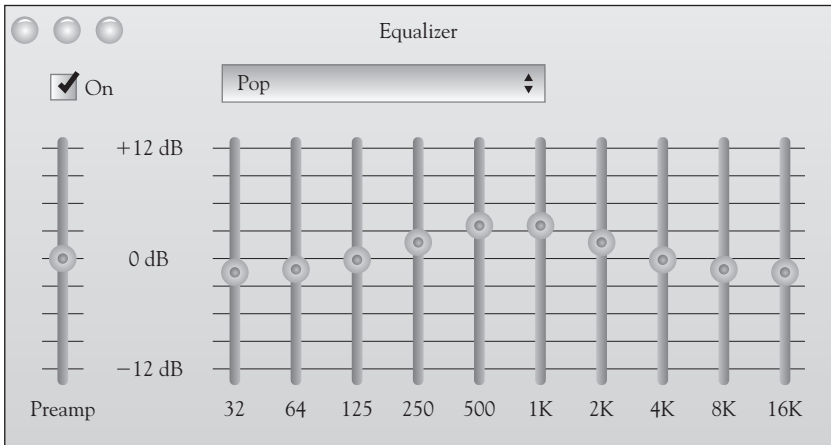 Equalizer
On
Pop
+12 dB
0 dB
−12 dB
Preamp 32 64 125 250 500 1K 2K 4K 8K 16K